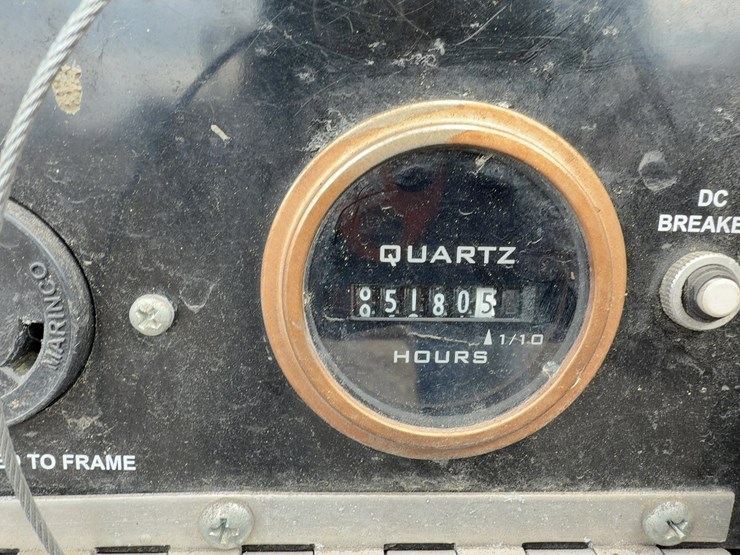 QUARTZ
051805
1/10
HOURS
DC
BREAKE
MARINCO
TO FRAME